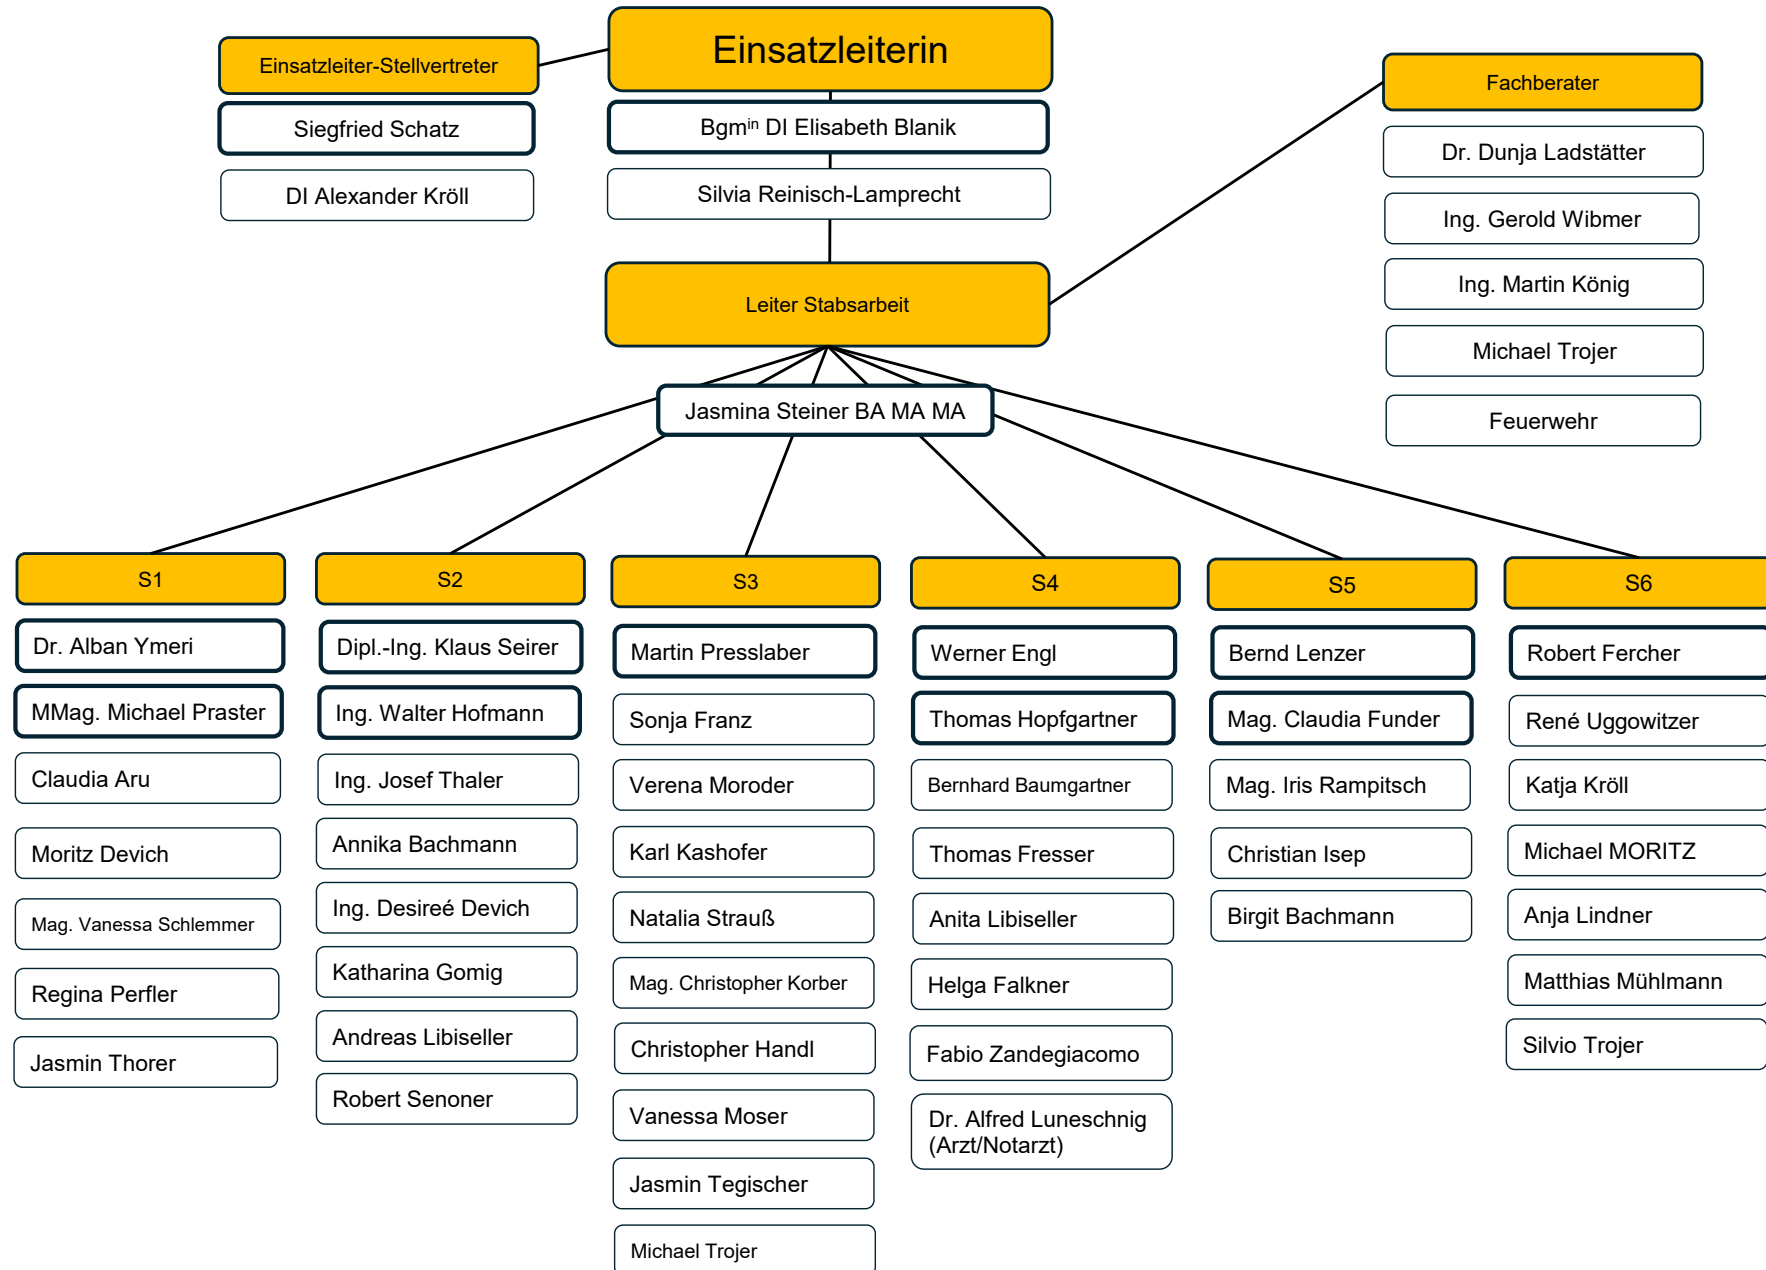 Einsatzleiterin
Einsatzleiter-Stellvertreter
Fachberater
Siegfried Schatz
DI Alexander Kröll
Bgmⁱⁿ DI Elisabeth Blanik
Silvia Reinisch-Lamprecht
Dr. Dunja Ladstätter
Ing. Gerold Wibmer
Ing. Martin König
Michael Trojer
Feuerwehr
Leiter Stabsarbeit
Jasmina Steiner BA MA MA
S1
Dr. Alban Ymeri
MMag. Michael Praster
Claudia Aru
Moritz Devich
Mag. Vanessa Schlemmer
Regina Perfler
Jasmin Thorer
S2
Dipl.-Ing. Klaus Seirer
Ing. Walter Hofmann
Ing. Josef Thaler
Annika Bachmann
Ing. Desireé Devich
Katharina Gomig
Andreas Libiseller
Robert Senoner
S3
Martin Presslaber
Sonja Franz
Verena Moroder
Karl Kashofer
Natalia Strauß
Mag. Christopher Korber
Christopher Handl
Vanessa Moser
Jasmin Tegischer
Michael Trojer
S4
Werner Engl
Thomas Hopfgartner
Bernhard Baumgartner
Thomas Fresser
Anita Libiseller
Helga Falkner
Fabio Zandegiacomo
Dr. Alfred Luneschnig
(Arzt/Notarzt)
S5
Bernd Lenzer
Mag. Claudia Funder
Mag. Iris Rampitsch
Christian Isep
Birgit Bachmann
S6
Robert Fercher
René Uggowitzer
Katja Kröll
Michael MORITZ
Anja Lindner
Matthias Mühlmann
Silvio Trojer